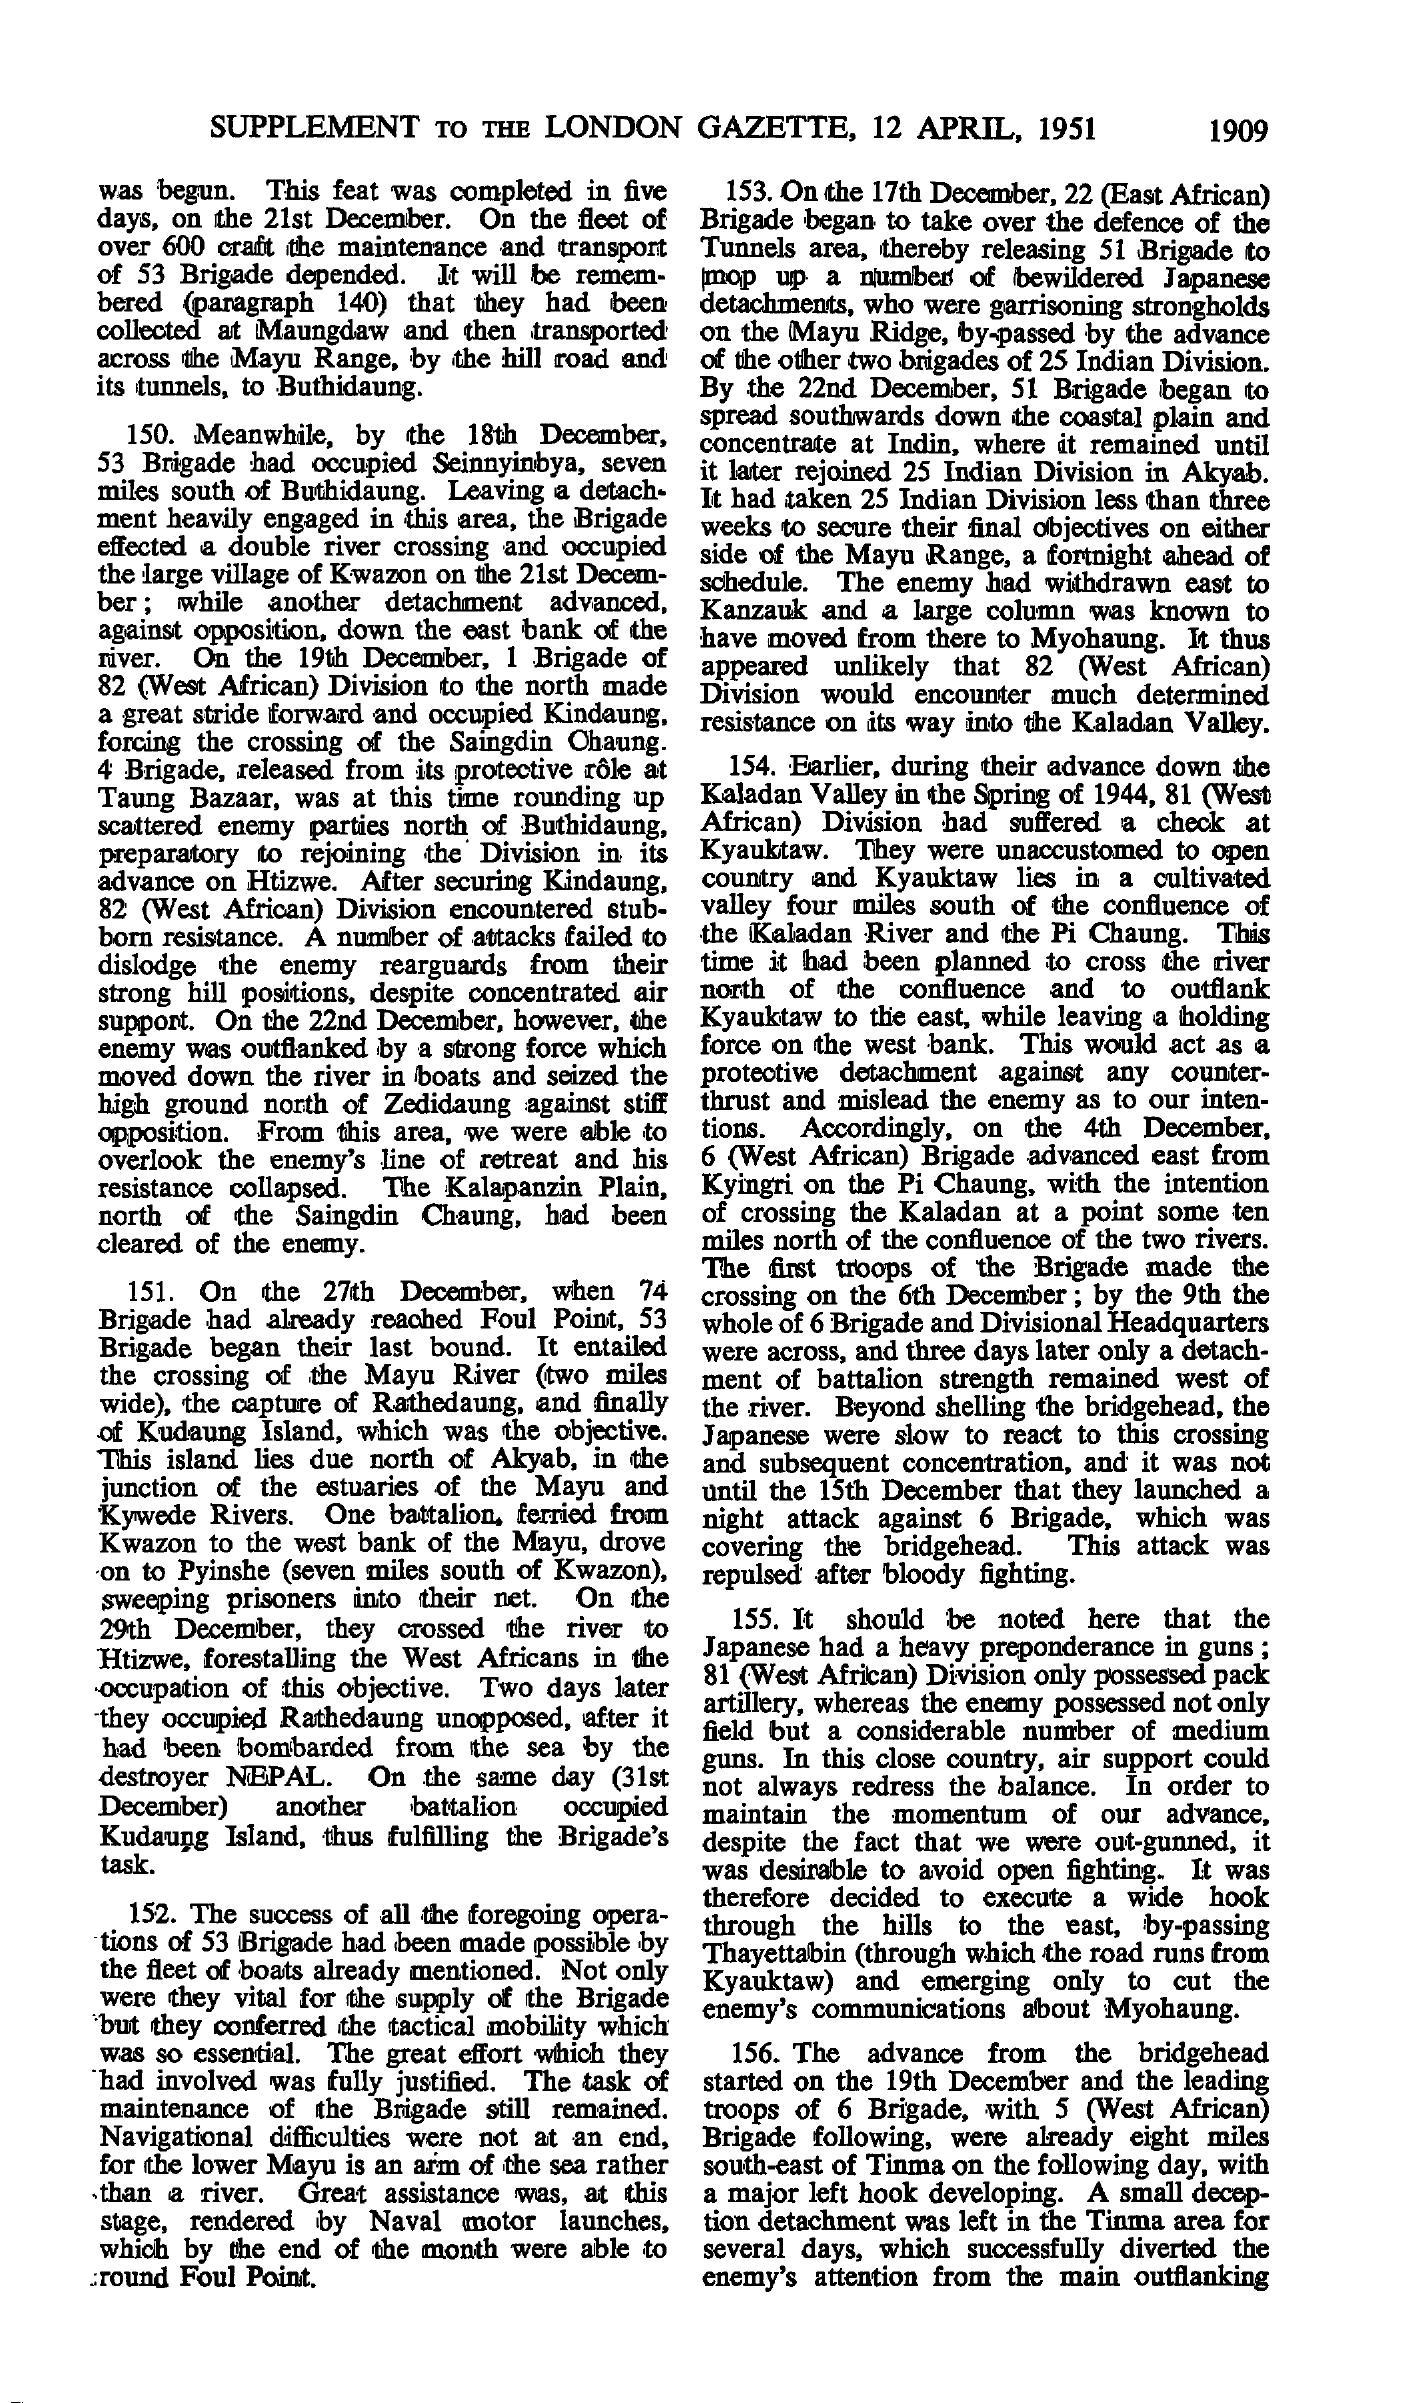 SUPPLEMENT TO THE LONDON GAZETTE, 12 APRIL, 1951 1909
was begun. This feat was completed in five
days, on the 21st December. On the fleet of
over 600 craft the maintenance and transport
of 53 Brigade depended. It will be remem-
bered (paragraph 140) that they had been
collected at Maungdaw and then transported
across the Mayu Range, by the hill road and
its tunnels, to Buthidaung.
150. Meanwhile, by the 18th December,
53 Brigade had occupied Seinnyinbya, seven
miles south of Buthidaung. Leaving a detach-
ment heavily engaged in this area, the Brigade
effected a double river crossing and occupied
the large village of Kwazon on the 21st Decem-
ber; while another detachment advanced,
against opposition, down the east bank of the
river. On the 19th December, 1 Brigade of
82 (West African) Division to the north made
a great stride forward and occupied Kindaung,
forcing the crossing of the Saingdin Chaung.
4 Brigade, released from its protective rôle at
Taung Bazaar, was at this time rounding up
scattered enemy parties north of Buthidaung,
preparatory to rejoining the Division in its
advance on Htizwe. After securing Kindaung,
82 (West African) Division encountered stub-
born resistance. A number of attacks failed to
dislodge the enemy rearguards from their
strong hill positions, despite concentrated air
support. On the 22nd December, however, the
enemy was outflanked by a strong force which
moved down the river in boats and seized the
high ground north of Zedidaung against stiff
opposition. From this area, we were able to
overlook the enemy's line of retreat and his
resistance collapsed. The Kalapanzin Plain,
north of the Saingdin Chaung, had been
cleared of the enemy.
151. On the 27th December, when 74
Brigade had already reached Foul Point, 53
Brigade began their last bound. It entailed
the crossing of the Mayu River (two miles
wide), the capture of Rathedaung, and finally
of Kudaung Island, which was the objective.
This island lies due north of Akyab, in the
junction of the estuaries of the Mayu and
Kywede Rivers. One battalion, ferried from
Kwazon to the west bank of the Mayu, drove
on to Pyinshe (seven miles south of Kwazon),
sweeping prisoners into their net. On the
29th December, they crossed the river to
Htizwe, forestalling the West Africans in the
occupation of this objective. Two days later
they occupied Rathedaung unopposed, after it
had been bombarded from the sea by the
destroyer NEPAL. On the same day (31st
December) another battalion occupied
Kudaung Island, thus fulfilling the Brigade's
task.
152. The success of all the foregoing opera-
tions of 53 Brigade had been made possible by
the fleet of boats already mentioned. Not only
were they vital for the supply of the Brigade
but they conferred the tactical mobility which
was so essential. The great effort which they
had involved was fully justified. The task of
maintenance of the Brigade still remained.
Navigational difficulties were not at an end,
for the lower Mayu is an arm of the sea rather
than a river. Great assistance was, at this
stage, rendered by Naval motor launches,
which by the end of the month were able to
round Foul Point.
153. On the 17th December, 22 (East African)
Brigade began to take over the defence of the
Tunnels area, thereby releasing 51 Brigade to
mop up a number of bewildered Japanese
detachments, who were garrisoning strongholds
on the Mayu Ridge, by-passed by the advance
of the other two brigades of 25 Indian Division.
By the 22nd December, 51 Brigade began to
spread southwards down the coastal plain and
concentrate at Indin, where it remained until
it later rejoined 25 Indian Division in Akyab.
It had taken 25 Indian Division less than three
weeks to secure their final objectives on either
side of the Mayu Range, a fortnight ahead of
schedule. The enemy had withdrawn east to
Kanzauk and a large column was known to
have moved from there to Myohaung. It thus
appeared unlikely that 82 (West African)
Division would encounter much determined
resistance on its way into the Kaladan Valley.
154. Earlier, during their advance down the
Kaladan Valley in the Spring of 1944, 81 (West
African) Division had suffered a check at
Kyauktaw. They were unaccustomed to open
country and Kyauktaw lies in a cultivated
valley four miles south of the confluence of
the Kaladan River and the Pi Chaung. This
time it had been planned to cross the river
north of the confluence and to outflank
Kyauktaw to the east, while leaving a holding
force on the west bank. This would act as a
protective detachment against any counter-
thrust and mislead the enemy as to our inten-
tions. Accordingly, on the 4th December,
6 (West African) Brigade advanced east from
Kyingri on the Pi Chaung, with the intention
of crossing the Kaladan at a point some ten
miles north of the confluence of the two rivers.
The first troops of the Brigade made the
crossing on the 6th December; by the 9th the
whole of 6 Brigade and Divisional Headquarters
were across, and three days later only a detach-
ment of battalion strength remained west of
the river. Beyond shelling the bridgehead, the
Japanese were slow to react to this crossing
and subsequent concentration, and it was not
until the 15th December that they launched a
night attack against 6 Brigade, which was
covering the bridgehead. This attack was
repulsed after bloody fighting.
155. It should be noted here that the
Japanese had a heavy preponderance in guns;
81 (West African) Division only possessed pack
artillery, whereas the enemy possessed not only
field but a considerable number of medium
guns. In this close country, air support could
not always redress the balance. In order to
maintain the momentum of our advance,
despite the fact that we were out-gunned, it
was desirable to avoid open fighting. It was
therefore decided to execute a wide hook
through the hills to the east, by-passing
Thayettabin (through which the road runs from
Kyauktaw) and emerging only to cut the
enemy's communications about Myohaung.
156. The advance from the bridgehead
started on the 19th December and the leading
troops of 6 Brigade, with 5 (West African)
Brigade following, were already eight miles
south-east of Tinma on the following day, with
a major left hook developing. A small decep-
tion detachment was left in the Tinma area for
several days, which successfully diverted the
enemy's attention from the main outflanking